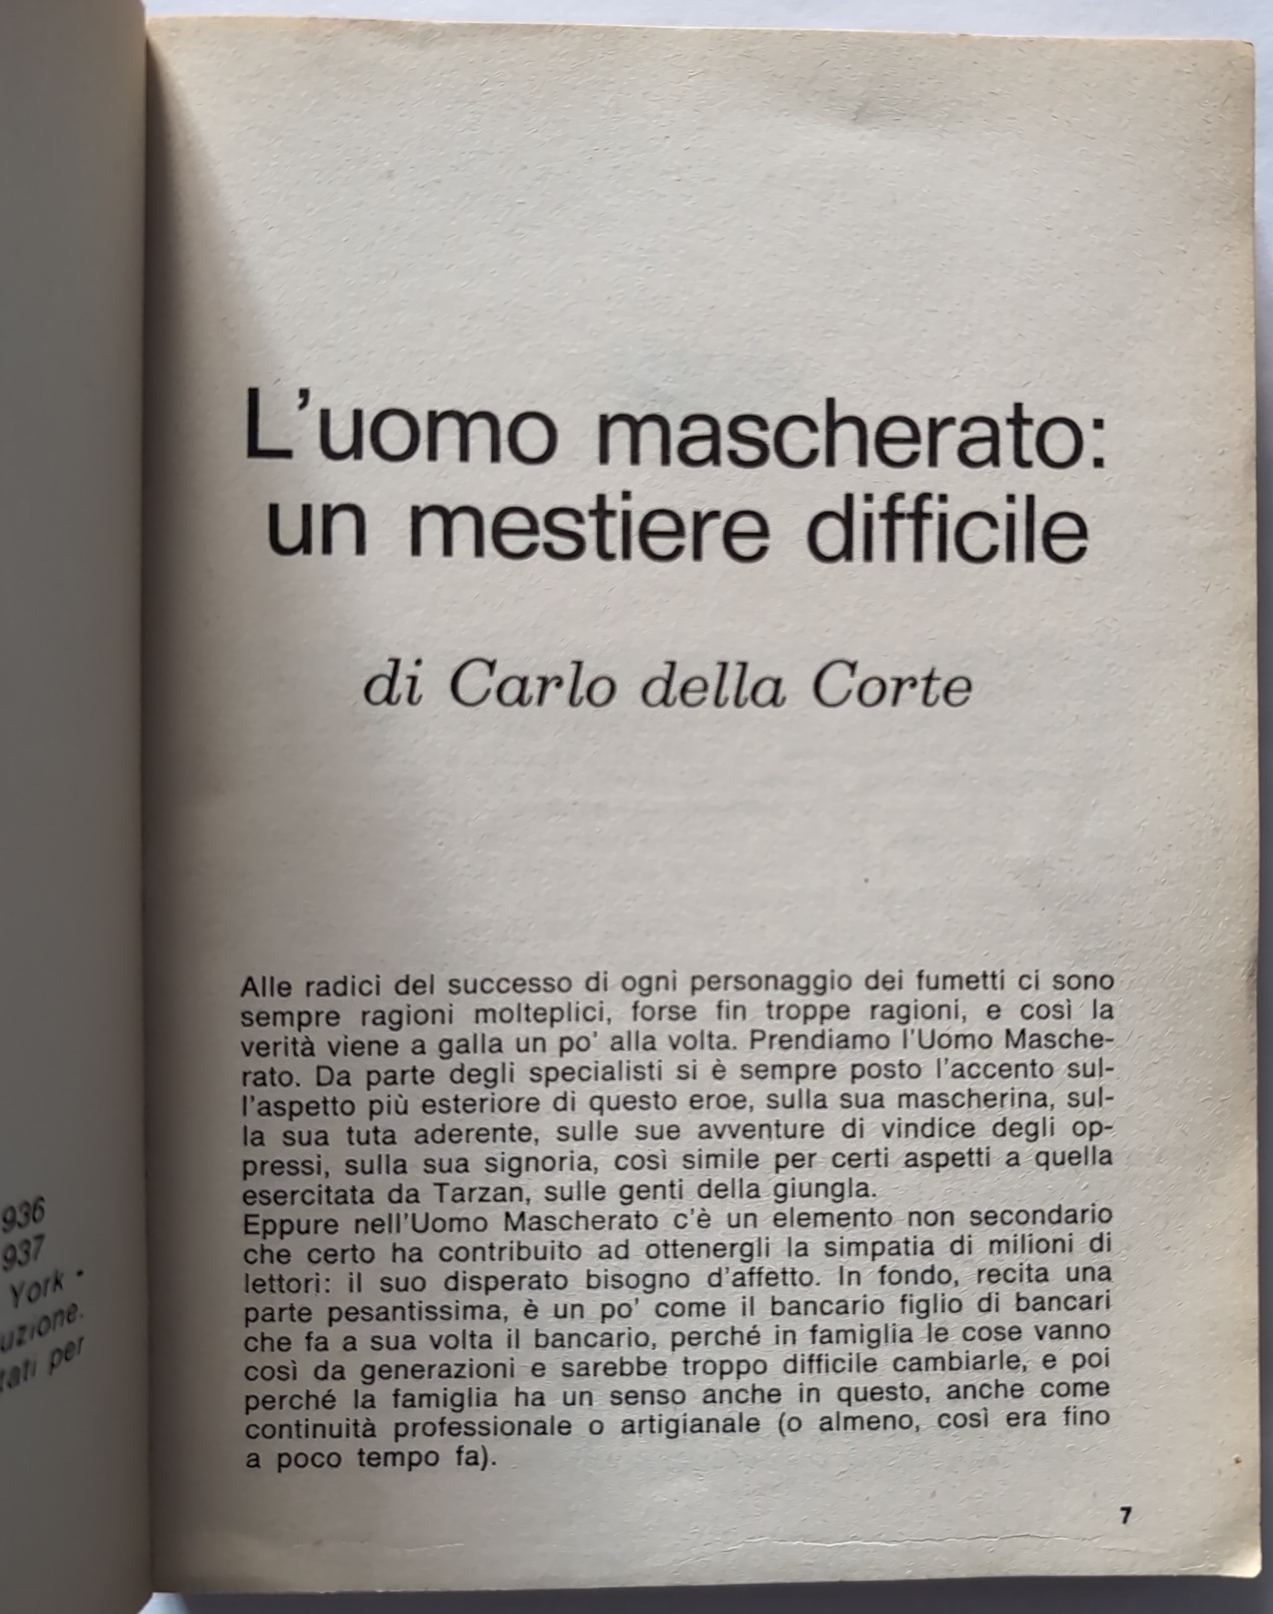 936
937
York •
uzione.
tati per
L'uomo mascherato:
un mestiere difficile
di Carlo della Corte
Alle radici del successo di ogni personaggio dei fumetti ci sono
sempre ragioni molteplici, forse fin troppe ragioni, e così la
verità viene a galla un po' alla volta. Prendiamo l'Uomo Masche-
rato. Da parte degli specialisti si è sempre posto l'accento sul-
l'aspetto più esteriore di questo eroe, sulla sua mascherina, sul-
la sua tuta aderente, sulle sue avventure di vindice degli op-
pressi, sulla sua signoria, così simile per certi aspetti a quella
esercitata da Tarzan, sulle genti della giungla.
Eppure nell'Uomo Mascherato c'è un elemento non secondario
che certo ha contribuito ad ottenergli la simpatia di milioni di
lettori: il suo disperato bisogno d'affetto. In fondo, recita una
parte pesantissima, è un po' come il bancario figlio di bancari
che fa a sua volta il bancario, perché in famiglia le cose vanno
così da generazioni e sarebbe troppo difficile cambiarle, e poi
perché la famiglia ha un senso anche in questo, anche come
continuità professionale o artigianale (o almeno, così era fino
a poco tempo fa).
7